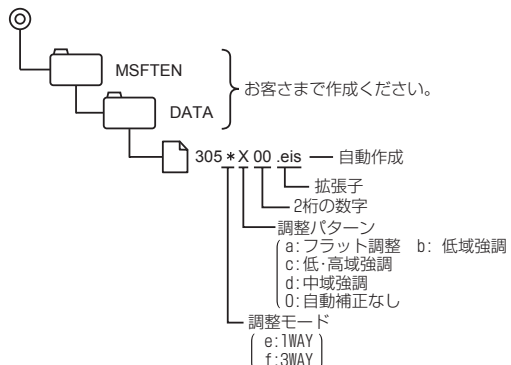 MSFTEN
お客さまで作成ください。
DATA
305*X 00 .eis 自動作成
拡張子
2桁の数字
調整パターン
a:フラット調整 b: 低域強調
c:低・高域強調
d:中域強調
0:自動補正なし
調整モード
e:1WAY
f:3WAY